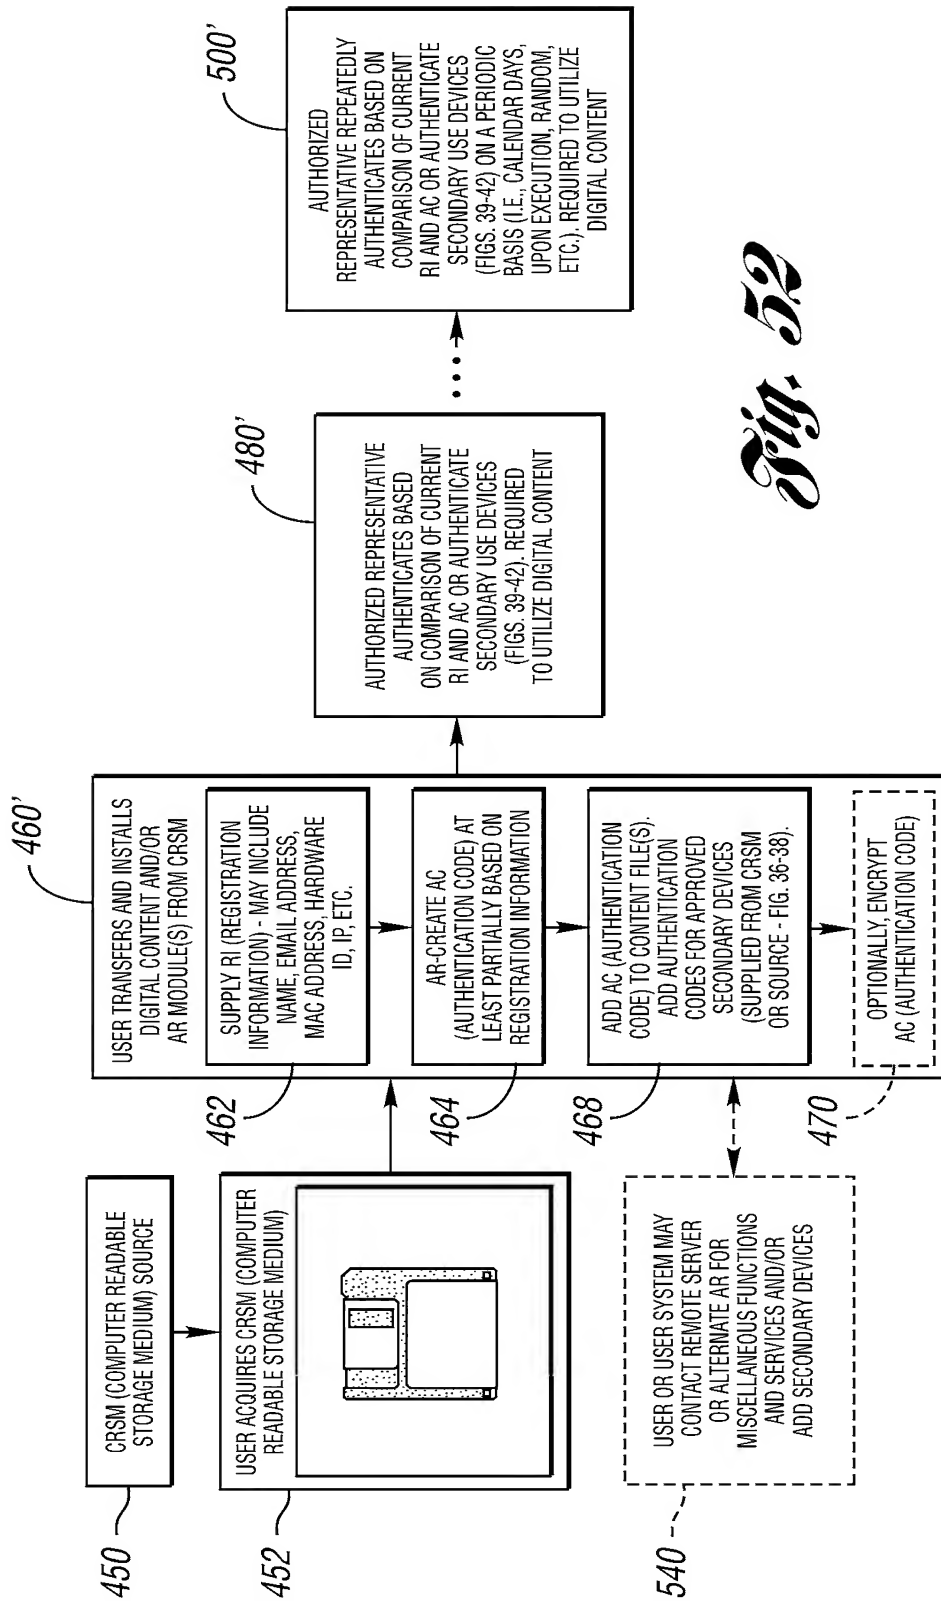 450
CRSM (COMPUTER READABLE
STORAGE MEDIUM) SOURCE
452
USER ACQUIRES CRSM (COMPUTER
READABLE STORAGE MEDIUM)
460'
USER TRANSFERS AND INSTALLS
DIGITAL CONTENT AND/OR
AR MODULE(S) FROM CRSM
462
SUPPLY RI (REGISTRATION
INFORMATION) - MAY INCLUDE
NAME, EMAIL ADDRESS,
MAC ADDRESS, HARDWARE
ID, IP, ETC.
464
AR-CREATE AC
(AUTHENTICATION CODE) AT
LEAST PARTIALLY BASED ON
REGISTRATION INFORMATION
468
ADD AC (AUTHENTICATION
CODE) TO CONTENT FILE(S).
ADD AUTHENTICATION
CODES FOR APPROVED
SECONDARY DEVICES
(SUPPLIED FROM CRSM
OR SOURCE - FIG. 36-38).
470
OPTIONALLY, ENCRYPT
AC (AUTHENTICATION CODE)
540
USER OR USER SYSTEM MAY
CONTACT REMOTE SERVER
OR ALTERNATE AR FOR
MISCELLANEOUS FUNCTIONS
AND SERVICES AND/OR
ADD SECONDARY DEVICES
480'
AUTHORIZED REPRESENTATIVE
AUTHENTICATES BASED
ON COMPARISON OF CURRENT
RI AND AC OR AUTHENTICATE
SECONDARY USE DEVICES
(FIGS. 39-42). REQUIRED
TO UTILIZE DIGITAL CONTENT
500'
AUTHORIZED
REPRESENTATIVE REPEATEDLY
AUTHENTICATES BASED ON
COMPARISON OF CURRENT
RI AND AC OR AUTHENTICATE
SECONDARY USE DEVICES
(FIGS. 39-42) ON A PERIODIC
BASIS (I.E., CALENDAR DAYS,
UPON EXECUTION, RANDOM,
ETC.). REQUIRED TO UTILIZE
DIGITAL CONTENT
Fig. 52